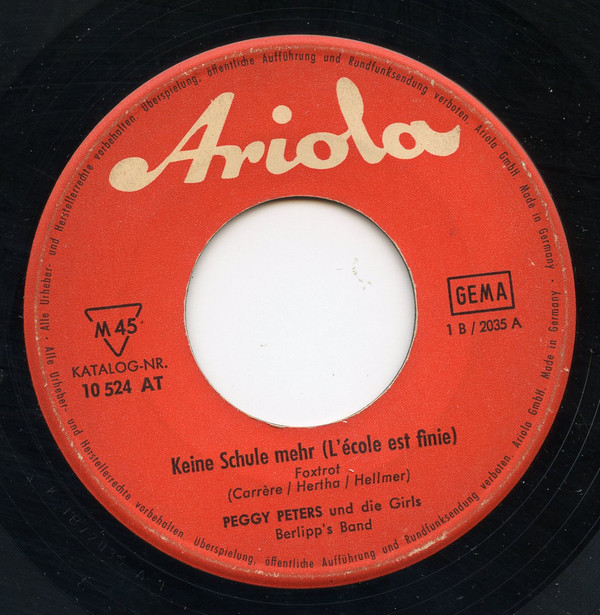 Alle Urheber- und Herstellerrechte vorbehalten. Überspielung, öffentliche Aufführung und Rundfunksendung verboten. Ariola GmbH. Made in Germany ·
Ariola
M 45
KATALOG-NR.
10 524 AT
GEMA
1 B / 2035 A
Keine Schule mehr (L'école est finie)
Foxtrot
(Carrère / Hertha / Hellmer)
PEGGY PETERS und die Girls
Berlipp's Band
Alle Urheber- und Herstellerrechte vorbehalten. Überspielung, öffentliche Aufführung und Rundfunksendung verboten. Ariola GmbH. Made in Germany ·